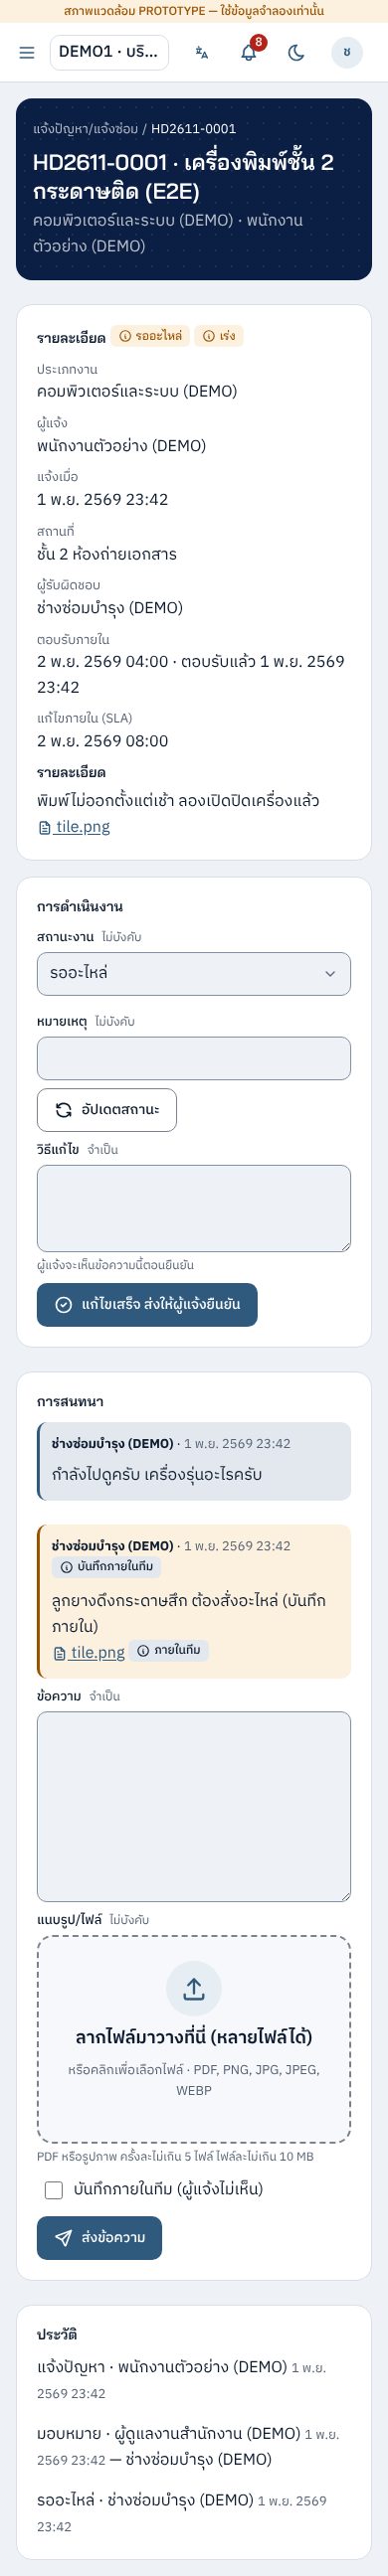 สภาพแวดล้อม PROTOTYPE — ใช้ข้อมูลจำลองเท่านั้น
DEMO1 · บริ...
8
ช
แจ้งปัญหา/แจ้งซ่อม / HD2611-0001
HD2611-0001 · เครื่องพิมพ์ชั้น 2
กระดาษติด (E2E)
คอมพิวเตอร์และระบบ (DEMO) · พนักงาน
ตัวอย่าง (DEMO)
รายละเอียด รออะไหล่ เร่ง
ประเภทงาน
คอมพิวเตอร์และระบบ (DEMO)
ผู้แจ้ง
พนักงานตัวอย่าง (DEMO)
แจ้งเมื่อ
1 พ.ย. 2569 23:42
สถานที่
ชั้น 2 ห้องถ่ายเอกสาร
ผู้รับผิดชอบ
ช่างซ่อมบำรุง (DEMO)
ตอบรับภายใน
2 พ.ย. 2569 04:00 · ตอบรับแล้ว 1 พ.ย. 2569
23:42
แก้ไขภายใน (SLA)
2 พ.ย. 2569 08:00
รายละเอียด
พิมพ์ไม่ออกตั้งแต่เช้า ลองเปิดปิดเครื่องแล้ว
tile.png
การดำเนินงาน
สถานะงาน ไม่บังคับ
รออะไหล่
หมายเหตุ ไม่บังคับ
อัปเดตสถานะ
วิธีแก้ไข จำเป็น
ผู้แจ้งจะเห็นข้อความนี้ตอนยืนยัน
แก้ไขเสร็จ ส่งให้ผู้แจ้งยืนยัน
การสนทนา
ช่างซ่อมบำรุง (DEMO) · 1 พ.ย. 2569 23:42
กำลังไปดูครับ เครื่องรุ่นอะไรครับ
ช่างซ่อมบำรุง (DEMO) · 1 พ.ย. 2569 23:42
บันทึกภายในทีม
ลูกยางดึงกระดาษสึก ต้องสั่งอะไหล่ (บันทึก
ภายใน)
tile.png ภายในทีม
ข้อความ จำเป็น
แนบรูป/ไฟล์ ไม่บังคับ
ลากไฟล์มาวางที่นี่ (หลายไฟล์ได้)
หรือคลิกเพื่อเลือกไฟล์ · PDF, PNG, JPG, JPEG,
WEBP
PDF หรือรูปภาพ ครั้งละไม่เกิน 5 ไฟล์ ไฟล์ละไม่เกิน 10 MB
บันทึกภายในทีม (ผู้แจ้งไม่เห็น)
ส่งข้อความ
ประวัติ
แจ้งปัญหา · พนักงานตัวอย่าง (DEMO) 1 พ.ย.
2569 23:42
มอบหมาย · ผู้ดูแลงานสำนักงาน (DEMO) 1 พ.ย.
2569 23:42 — ช่างซ่อมบำรุง (DEMO)
รออะไหล่ · ช่างซ่อมบำรุง (DEMO) 1 พ.ย. 2569
23:42